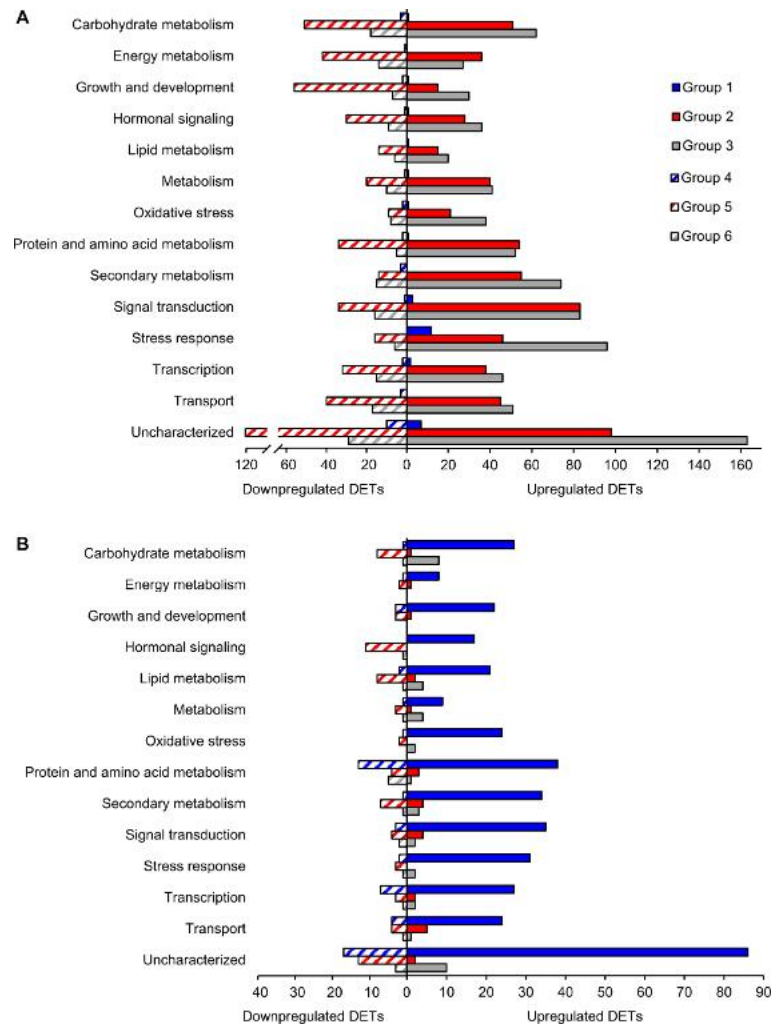 A
Carbohydrate metabolism
Energy metabolism
Growth and development
Hormonal signaling
Lipid metabolism
Metabolism
Oxidative stress
Protein and amino acid metabolism
Secondary metabolism
Signal transduction
Stress response
Transcription
Transport
Uncharacterized
Group 1
Group 2
Group 3
Group 4
Group 5
Group 6
120 60 40 20 0 20 40 60 80 100 120 140 160
Downregulated DETs Upregulated DETs
B
Carbohydrate metabolism
Energy metabolism
Growth and development
Hormonal signaling
Lipid metabolism
Metabolism
Oxidative stress
Protein and amino acid metabolism
Secondary metabolism
Signal transduction
Stress response
Transcription
Transport
Uncharacterized
40 30 20 10 0 10 20 30 40 50 60 70 80 90
Downregulated DETs Upregulated DETs